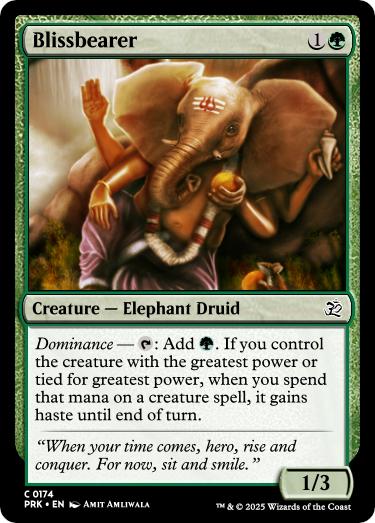 Blissbearer 1
Creature — Elephant Druid
Dominance — : Add . If you control
the creature with the greatest power or
tied for greatest power, when you spend
that mana on a creature spell, it gains
haste until end of turn.
“When your time comes, hero, rise and
conquer. For now, sit and smile.”
1/3
C 0174
PRK • EN Amit Amliwala
™ & © 2025 Wizards of the Coast